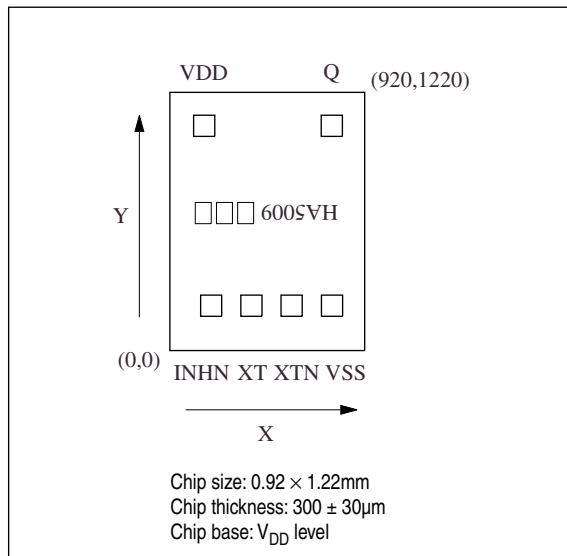 VDD Q (920,1220)
Y
HA5009
(0,0)
INHN XT XTN VSS
X
Chip size: 0.92 × 1.22mm
Chip thickness: 300 ± 30µm
Chip base: VDD level